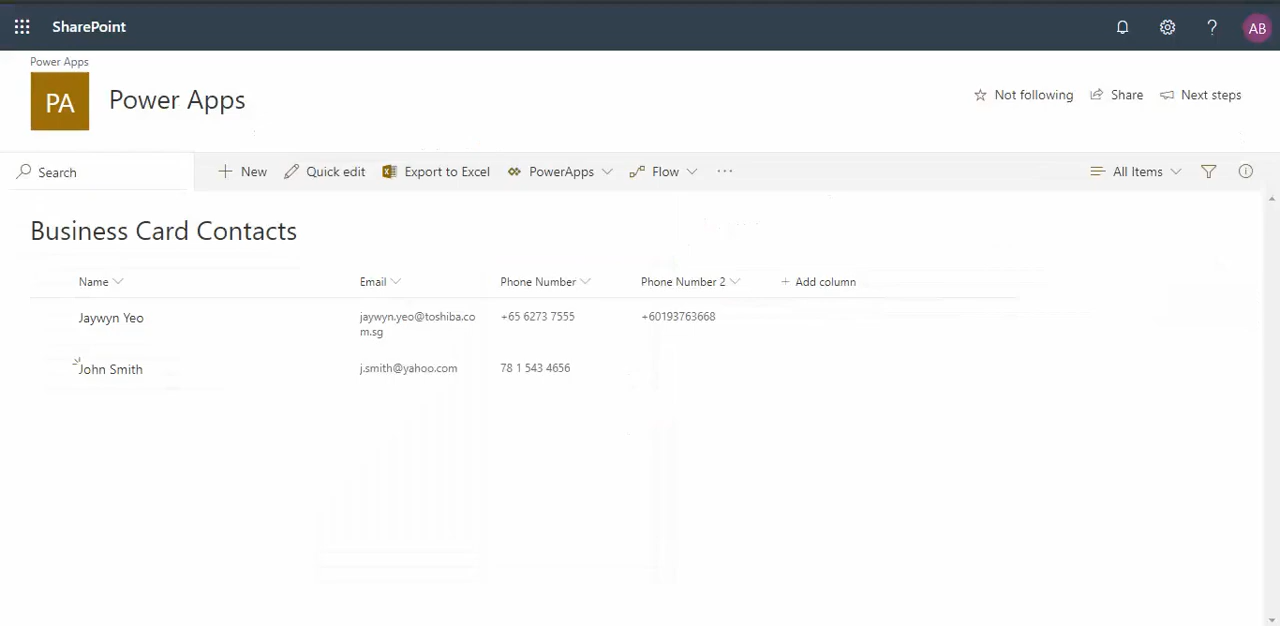 SharePoint
AB
Power Apps
PA
Power Apps
Not following
Share
Next steps
Search
New
Quick edit
Export to Excel
PowerApps
Flow
···
All Items
Business Card Contacts
Name
Email
Phone Number
Phone Number 2
+ Add column
Jaywyn Yeo
jaywyn.yeo@toshiba.co
m.sg
+65 6273 7555
+60193763668
John Smith
j.smith@yahoo.com
78 1 543 4656